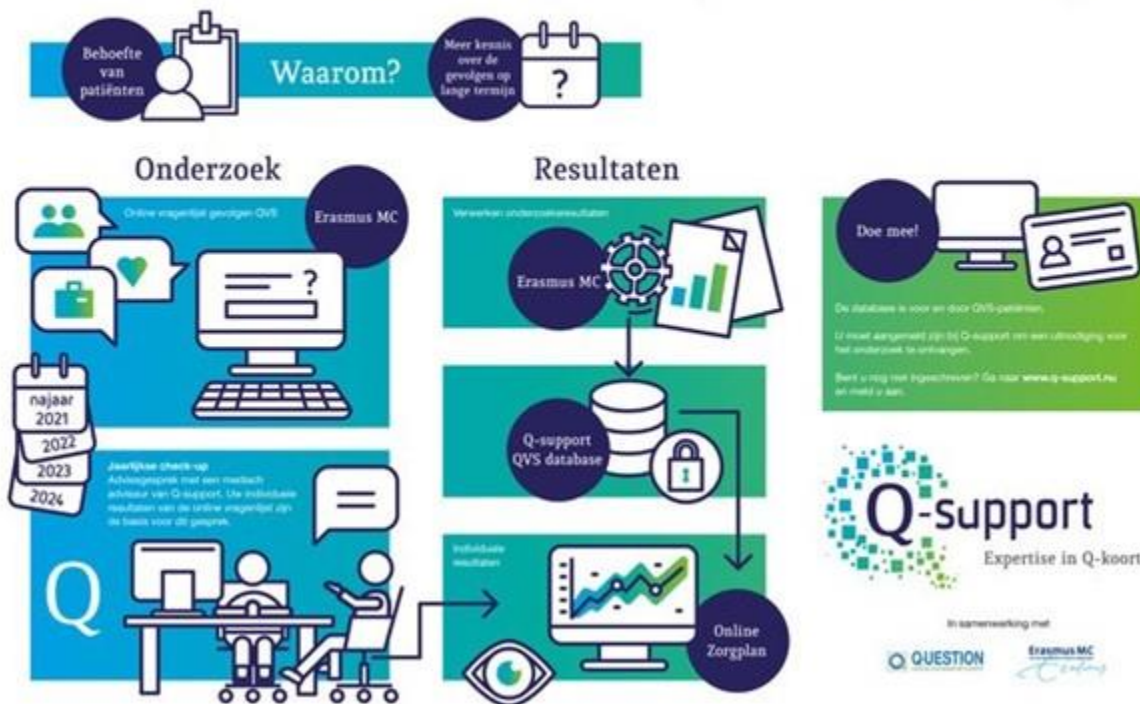 Behoefte
van
patiënten
Waarom?
Meer kennis
over de
gevolgen op
lange termijn
?
Onderzoek
Online vragenlijst gevolgen QVS
Erasmus MC
?
najaar
2021
2022
2023
2024
Jaarlijkse check-up
Adviesgesprek met een medisch
adviseur van Q-support. Uw individuele
resultaten van de online vragenlijst zijn
de basis voor dit gesprek.
Q
Resultaten
Verwerken onderzoeksresultaten
Erasmus MC
Q-support
QVS database
Individuele
resultaten
Online
Zorgplan
Doe mee!
De database is voor en door QVS-patiënten.
U moet aangemeld zijn bij Q-support om een uitnodiging voor
het onderzoek te ontvangen.
Bent u nog niet ingeschreven? Ga naar www.q-support.nu
en meld u aan.
Q-support
Expertise in Q-koort
In samenwerking met
QUESTION
Erasmus MC